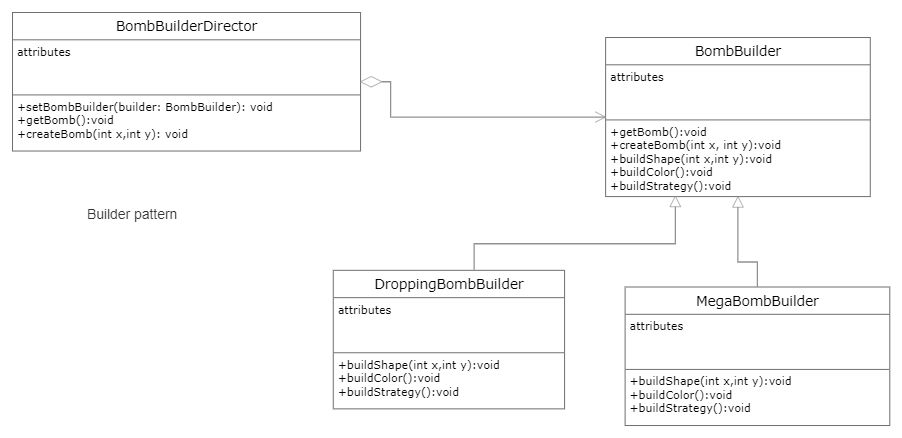 BombBuilderDirector
attributes
+setBombBuilder(builder: BombBuilder): void
+getBomb():void
+createBomb(int x,int y): void
BombBuilder
attributes
+getBomb():void
+createBomb(int x, int y):void
+buildShape(int x,int y):void
+buildColor():void
+buildStrategy():void
Builder pattern
DroppingBombBuilder
attributes
+buildShape(int x,int y):void
+buildColor():void
+buildStrategy():void
MegaBombBuilder
attributes
+buildShape(int x,int y):void
+buildColor():void
+buildStrategy():void